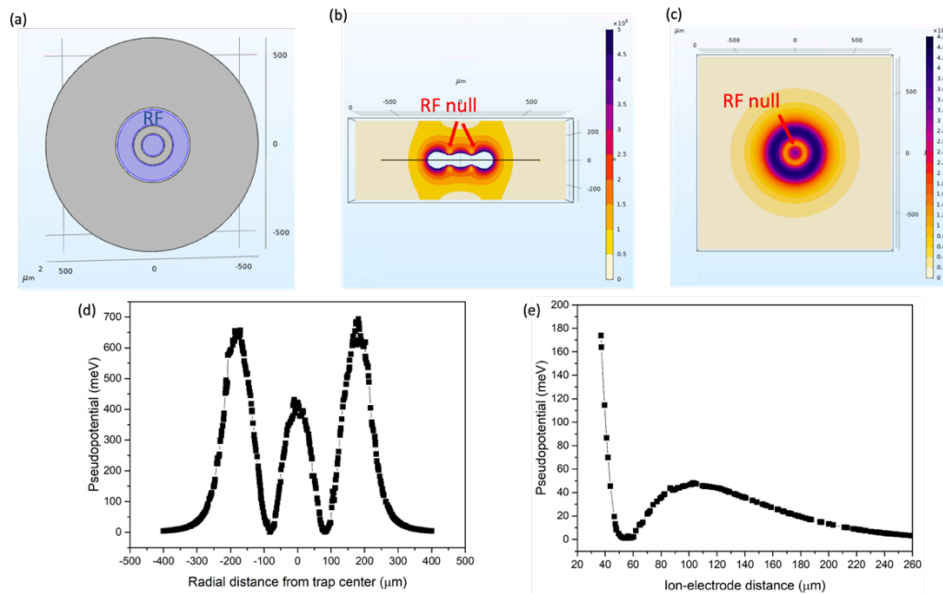 (a)
RF
500
0
-500
μm
2
500
0
-500
(b)
×10⁵
μm
-500
500
RF null
200
0
-200
5
4.5
4
3.5
3
2.5
2
1.5
1
0.5
0
(c)
μm
-500
0
500
RF null
500
0
-500
(d)
Pseudopotential (meV)
700
600
500
400
300
200
100
0
-500 -400 -300 -200 -100 0 100 200 300 400 500
Radial distance from trap center (μm)
(e)
Pseudopotential (meV)
200
180
160
140
120
100
80
60
40
20
0
20 40 60 80 100 120 140 160 180 200 220 240 260
Ion-electrode distance (μm)